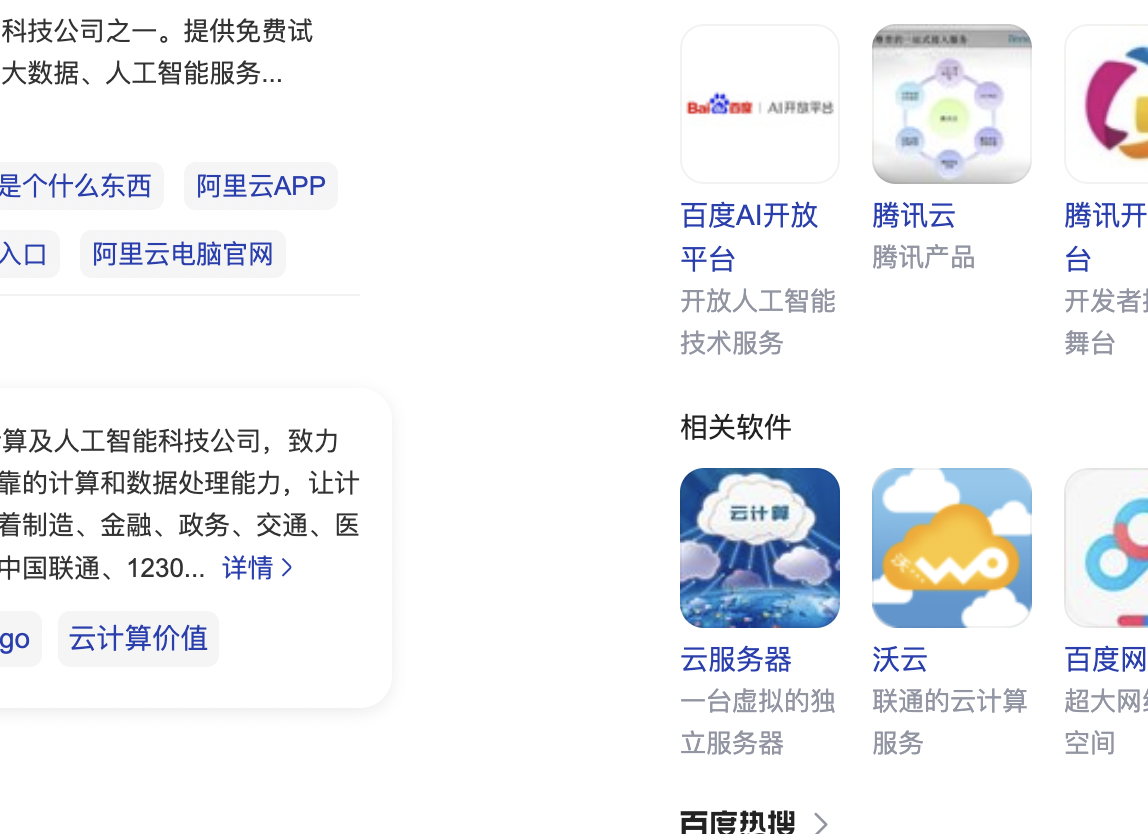 科技公司之一。提供免费试
大数据、人工智能服务...
是个什么东西
阿里云APP
入口
阿里云电脑官网
算及人工智能科技公司，致力
靠的计算和数据处理能力，让计
着制造、金融、政务、交通、医
中国联通、1230... 详情
go
云计算价值
Bai百度 AI开放平台
百度AI开放
平台
开放人工智能
技术服务
腾讯云
腾讯产品
腾讯开
台
开发者
舞台
相关软件
云计算
云服务器
一台虚拟的独
立服务器
沃
wo
沃云
联通的云计算
服务
百度网
超大网
空间
百度热搜